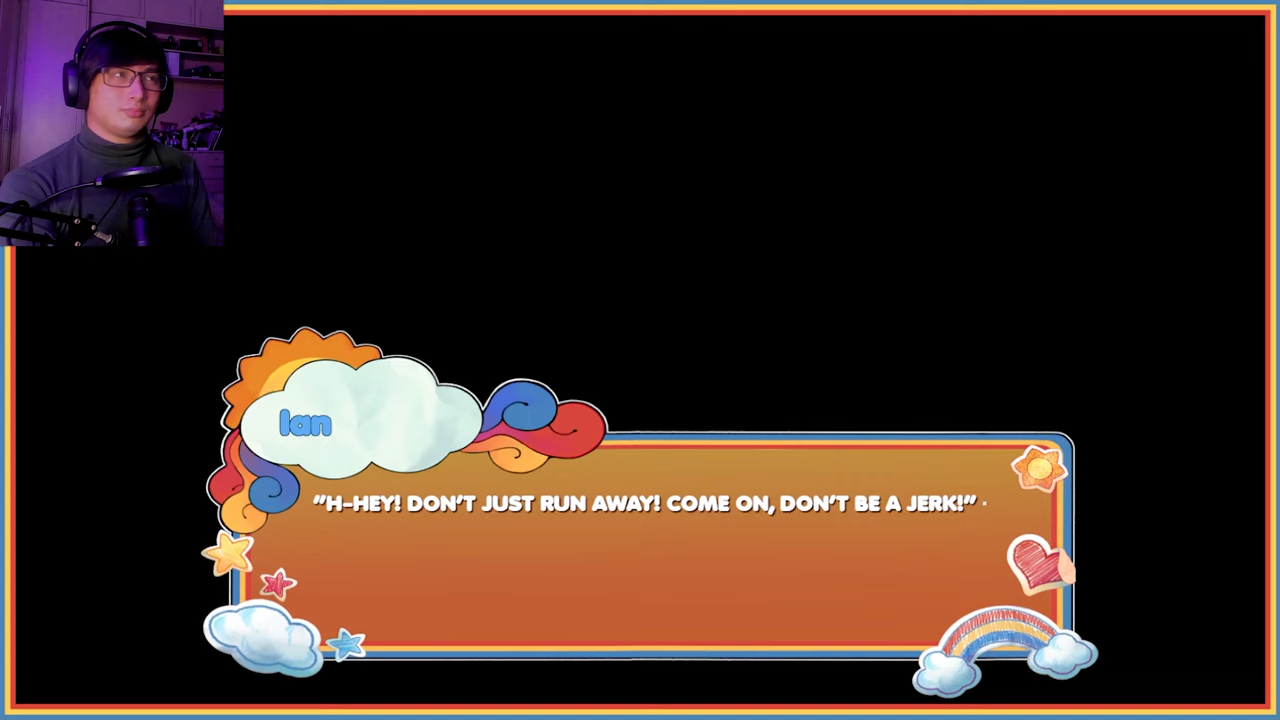 Ian
“H-HEY! DON’T JUST RUN AWAY! COME ON, DON’T BE A JERK!”